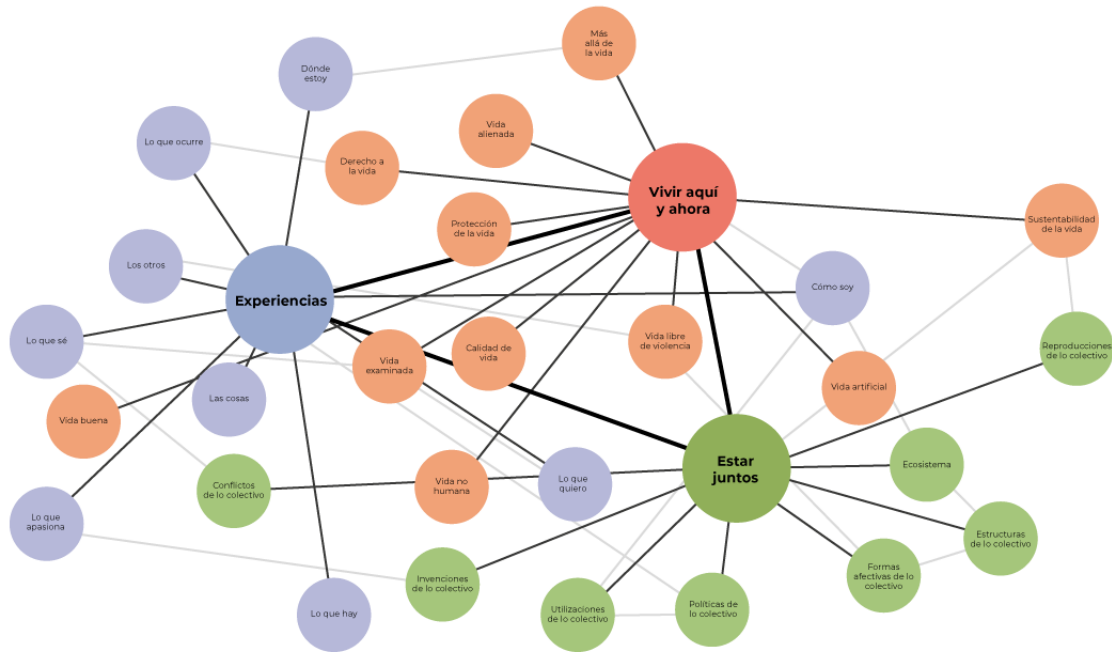 Más
allá de
la vida
Dónde
estoy
Vida
alienada
Lo que ocurre
Derecho a
la vida
Vivir aquí
y ahora
Protección
de la vida
Sustentabilidad
de la vida
Los otros
Experiencias
Cómo soy
Lo que sé
Vida
examinada
Calidad de
vida
Vida libre
de violencia
Reproducciones
de lo colectivo
Vida artificial
Las cosas
Vida buena
Estar
juntos
Ecosistema
Conflictos
de lo colectivo
Vida no
humana
Lo que
quiero
Lo que
apasiona
Estructuras
de lo colectivo
Formas
afectivas de lo
colectivo
Invenciones
de lo colectivo
Lo que hay
Utilizaciones
de lo colectivo
Políticas de
lo colectivo